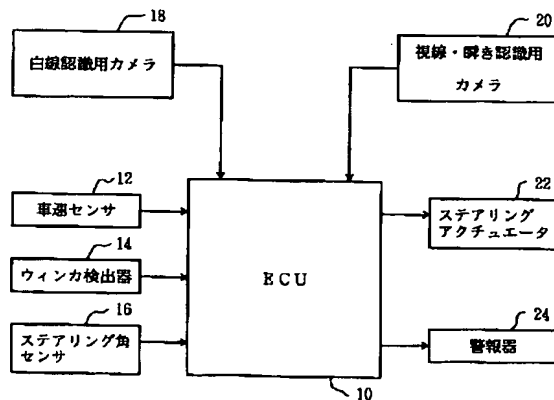 18
白線認識用カメラ
20
視線・瞬き認識用
カメラ
12
車速センサ
14
ウィンカ検出器
16
ステアリング角
センサ
ECU
10
22
ステアリング
アクチュエータ
24
警報器